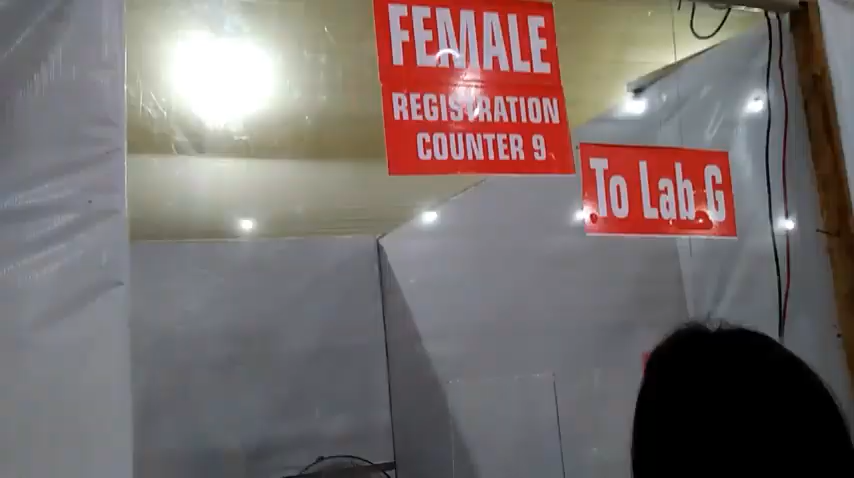 FEMALE
REGISTRATION
COUNTER 9
To Lab G